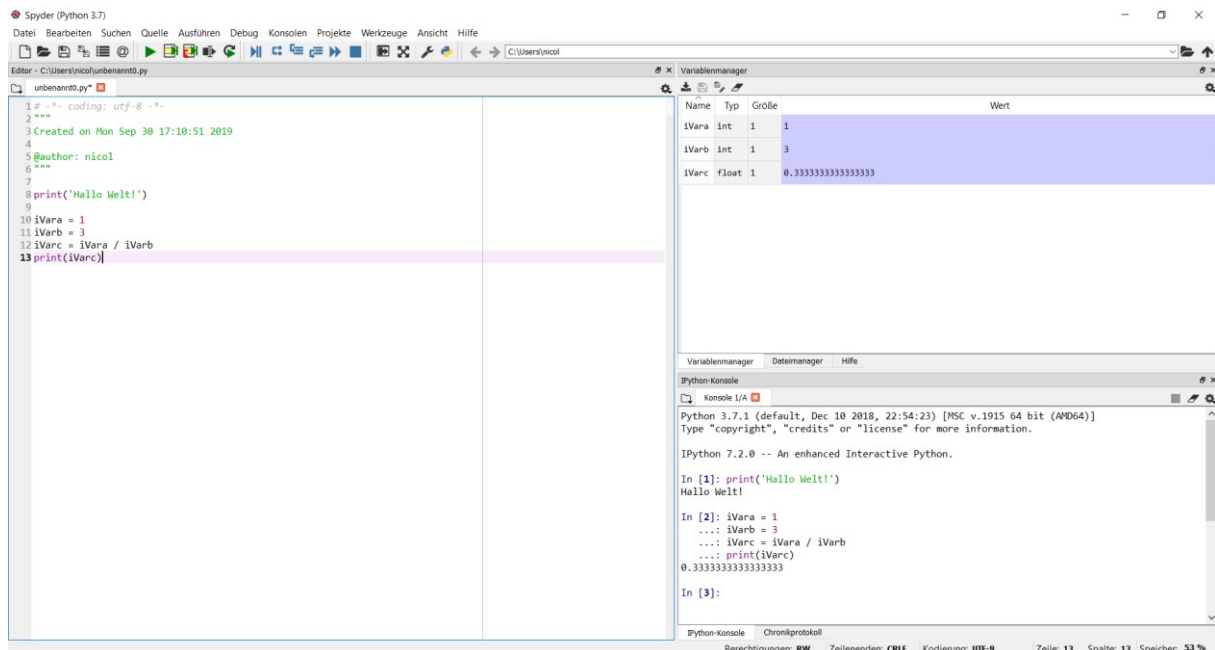 Spyder (Python 3.7)
Datei Bearbeiten Suchen Quelle Ausführen Debug Konsolen Projekte Werkzeuge Ansicht Hilfe
C:\Users\nicol
Editor - C:\Users\nicol\unbenannt0.py
unbenannt0.py*
1 # -*- coding: utf-8 -*-
2 """
3 Created on Mon Sep 30 17:10:51 2019
4
5 @author: nicol
6 """
7
8 print('Hallo Welt!')
9
10 iVara = 1
11 iVarb = 3
12 iVarc = iVara / iVarb
13 print(iVarc)
Variablenmanager
Name Typ Größe Wert
iVara int 1 1
iVarb int 1 3
iVarc float 1 0.3333333333333333
Variablenmanager Dateimanager Hilfe
IPython-Konsole
Konsole 1/A
Python 3.7.1 (default, Dec 10 2018, 22:54:23) [MSC v.1915 64 bit (AMD64)]
Type "copyright", "credits" or "license" for more information.
IPython 7.2.0 -- An enhanced Interactive Python.
In [1]: print('Hallo Welt!')
Hallo Welt!
In [2]: iVara = 1
...: iVarb = 3
...: iVarc = iVara / iVarb
...: print(iVarc)
0.3333333333333333
In [3]:
IPython-Konsole Chronikprotokoll
Berechtigungen: RW Zeilenenden: CRLF Kodierung: UTF-8 Zeile: 13 Spalte: 13 Speicher: 53 %